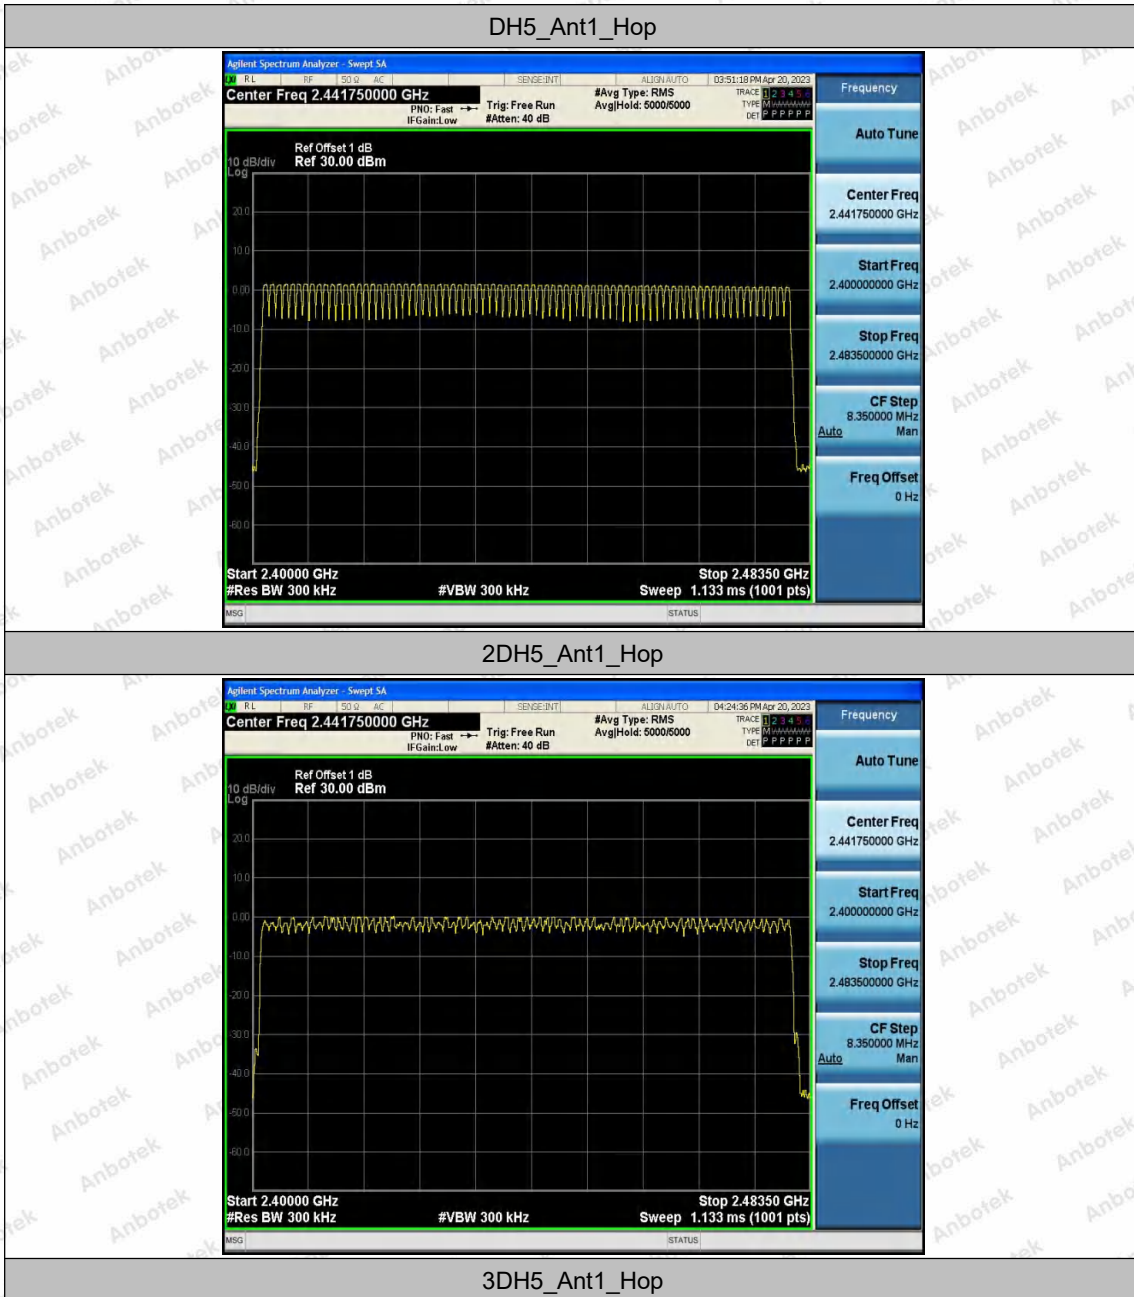 DH5_Ant1_Hop
Agilent Spectrum Analyzer - Swept SA
RL RF 50 Ω AC SENSE:INT ALIGN AUTO 03:51:18 PM Apr 20, 2023
Center Freq 2.441750000 GHz
PNO: Fast
IFGain:Low
Trig: Free Run
#Atten: 40 dB
#Avg Type: RMS
Avg|Hold: 5000/5000
TRACE 1 2 3 4 5 6
TYPE M
DET P P P P P P
Frequency
Ref Offset 1 dB
10 dB/div Ref 30.00 dBm
Log
20.0
10.0
0.00
-10.0
-20.0
-30.0
-40.0
-50.0
-60.0
Start 2.40000 GHz Stop 2.48350 GHz
#Res BW 300 kHz #VBW 300 kHz Sweep 1.133 ms (1001 pts)
MSG STATUS
Auto Tune
Center Freq
2.441750000 GHz
Start Freq
2.400000000 GHz
Stop Freq
2.483500000 GHz
CF Step
8.350000 MHz
Auto Man
Freq Offset
0 Hz
2DH5_Ant1_Hop
Agilent Spectrum Analyzer - Swept SA
RL RF 50 Ω AC SENSE:INT ALIGN AUTO 04:24:36 PM Apr 20, 2023
Center Freq 2.441750000 GHz
PNO: Fast
IFGain:Low
Trig: Free Run
#Atten: 40 dB
#Avg Type: RMS
Avg|Hold: 5000/5000
TRACE 1 2 3 4 5 6
TYPE M
DET P P P P P P
Frequency
Ref Offset 1 dB
10 dB/div Ref 30.00 dBm
Log
20.0
10.0
0.00
-10.0
-20.0
-30.0
-40.0
-50.0
-60.0
Start 2.40000 GHz Stop 2.48350 GHz
#Res BW 300 kHz #VBW 300 kHz Sweep 1.133 ms (1001 pts)
MSG STATUS
Auto Tune
Center Freq
2.441750000 GHz
Start Freq
2.400000000 GHz
Stop Freq
2.483500000 GHz
CF Step
8.350000 MHz
Auto Man
Freq Offset
0 Hz
3DH5_Ant1_Hop
Anbotek